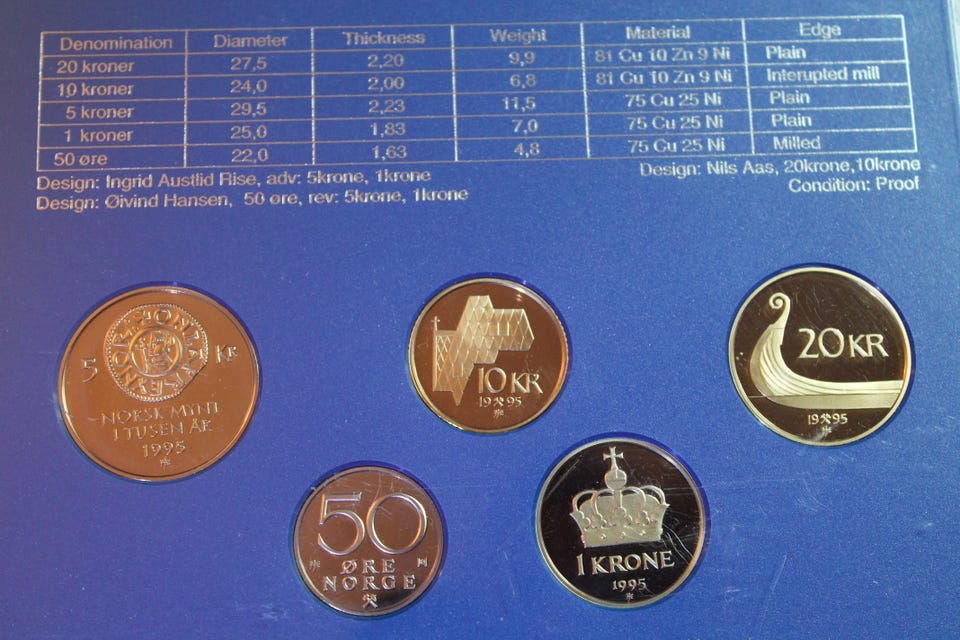 Denomination Diameter Thickness Weight Material Edge
20 kroner 27,5 2,20 9,9 81 Cu 10 Zn 9 Ni Plain
10 kroner 24,0 2,00 6,8 81 Cu 10 Zn 9 Ni Interupted mill
5 kroner 29,5 2,23 11,5 75 Cu 25 Ni Plain
1 kroner 25,0 1,83 7,0 75 Cu 25 Ni Plain
50 øre 22,0 1,63 4,8 75 Cu 25 Ni Milled
Design: Ingrid Austlid Rise, adv: 5krone, 1krone
Design: Øivind Hansen, 50 øre, rev: 5krone, 1krone
Design: Nils Aas, 20krone,10krone
Condition: Proof
5 KR
NORSK MYNT
I TUSEN ÅR
1995
10 KR
19 95
20 KR
19 95
50
ØRE
NORGE
1 KRONE
1995